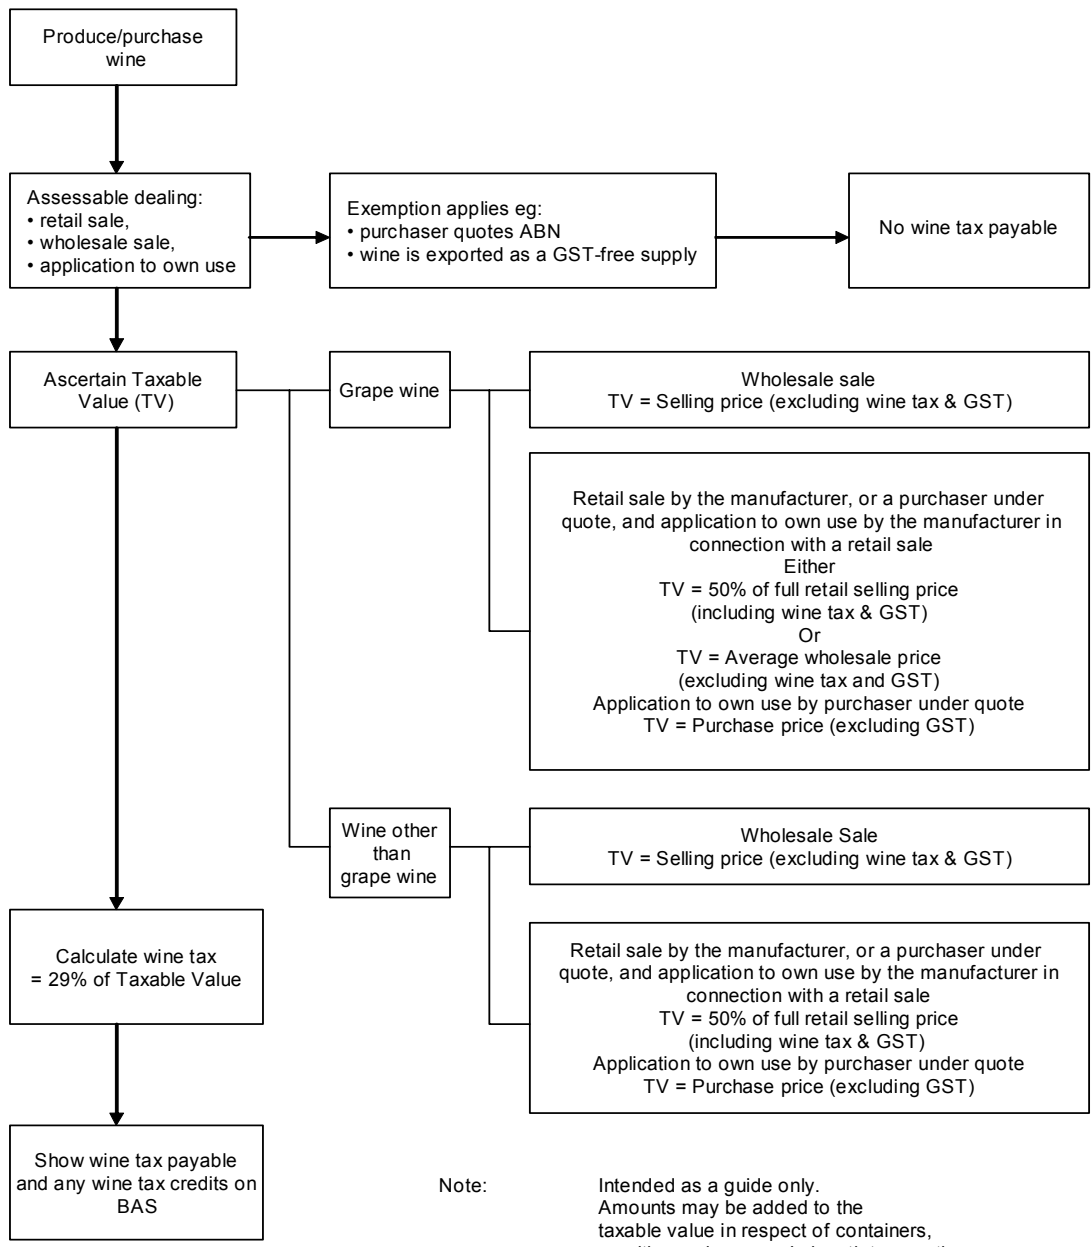 Produce/purchase
wine
Assessable dealing:
• retail sale,
• wholesale sale,
• application to own use
Exemption applies eg:
• purchaser quotes ABN
• wine is exported as a GST-free supply
No wine tax payable
Ascertain Taxable
Value (TV)
Grape wine
Wholesale sale
TV = Selling price (excluding wine tax & GST)
Retail sale by the manufacturer, or a purchaser under
quote, and application to own use by the manufacturer in
connection with a retail sale
Either
TV = 50% of full retail selling price
(including wine tax & GST)
Or
TV = Average wholesale price
(excluding wine tax and GST)
Application to own use by purchaser under quote
TV = Purchase price (excluding GST)
Wine other
than
grape wine
Wholesale Sale
TV = Selling price (excluding wine tax & GST)
Retail sale by the manufacturer, or a purchaser under
quote, and application to own use by the manufacturer in
connection with a retail sale
TV = 50% of full retail selling price
(including wine tax & GST)
Application to own use by purchaser under quote
TV = Purchase price (excluding GST)
Calculate wine tax
= 29% of Taxable Value
Show wine tax payable
and any wine tax credits on
BAS
Note:
Intended as a guide only.
Amounts may be added to the
taxable value in respect of containers,